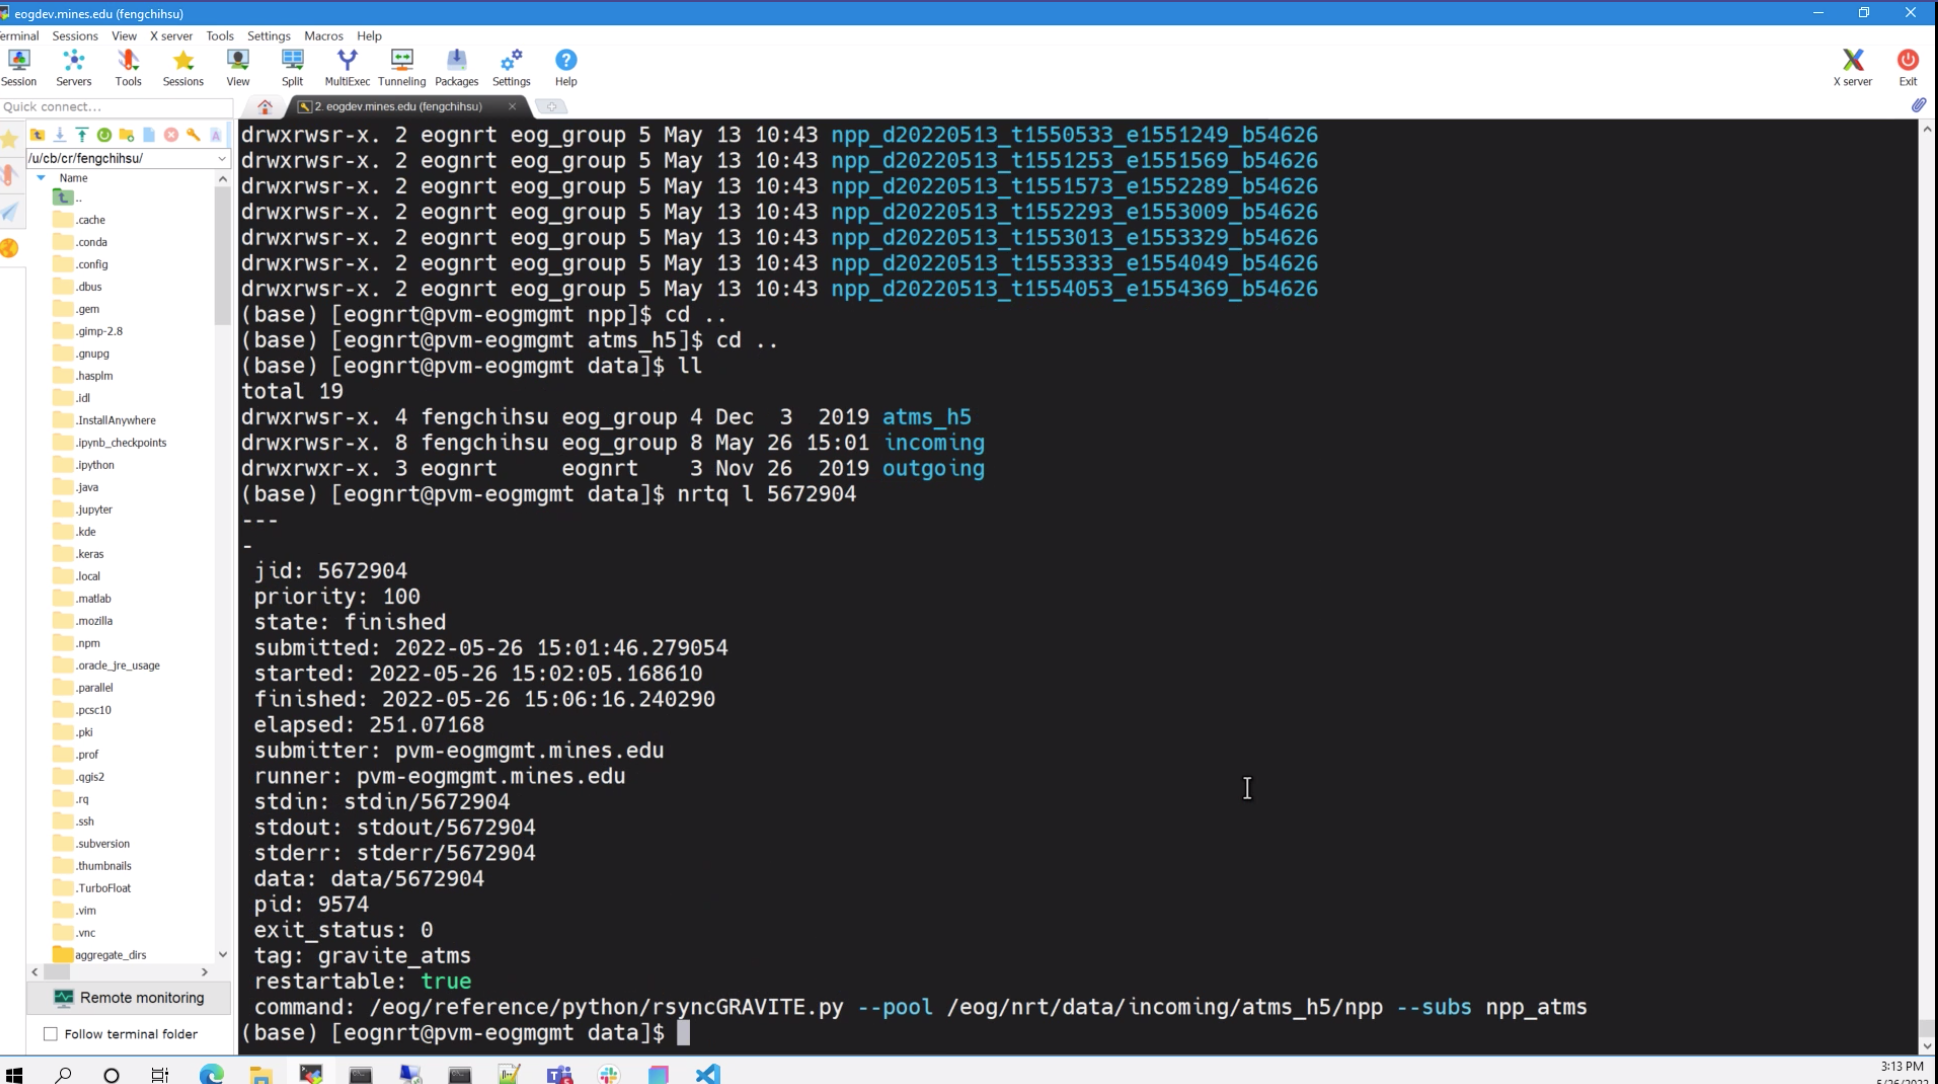 eogdev.mines.edu (fengchihsu)
Terminal Sessions View X server Tools Settings Macros Help
Session Servers Tools Sessions View Split MultiExec Tunneling Packages Settings Help X server Exit
Quick connect...
2. eogdev.mines.edu (fengchihsu)
/u/cb/cr/fengchihsu/
Name
..
.cache
.conda
.config
.dbus
.gem
.gimp-2.8
.gnupg
.hasplm
.idl
.InstallAnywhere
.ipynb_checkpoints
.ipython
.java
.jupyter
.kde
.keras
.local
.matlab
.mozilla
.npm
.oracle_jre_usage
.parallel
.pcsc10
.pki
.prof
.qgis2
.rq
.ssh
.subversion
.thumbnails
.TurboFloat
.vim
.vnc
aggregate_dirs
Remote monitoring
Follow terminal folder
drwxrwsr-x. 2 eognrt eog_group 5 May 13 10:43 npp_d20220513_t1550533_e1551249_b54626
drwxrwsr-x. 2 eognrt eog_group 5 May 13 10:43 npp_d20220513_t1551253_e1551569_b54626
drwxrwsr-x. 2 eognrt eog_group 5 May 13 10:43 npp_d20220513_t1551573_e1552289_b54626
drwxrwsr-x. 2 eognrt eog_group 5 May 13 10:43 npp_d20220513_t1552293_e1553009_b54626
drwxrwsr-x. 2 eognrt eog_group 5 May 13 10:43 npp_d20220513_t1553013_e1553329_b54626
drwxrwsr-x. 2 eognrt eog_group 5 May 13 10:43 npp_d20220513_t1553333_e1554049_b54626
drwxrwsr-x. 2 eognrt eog_group 5 May 13 10:43 npp_d20220513_t1554053_e1554369_b54626
(base) [eognrt@pvm-eogmgmt npp]$ cd ..
(base) [eognrt@pvm-eogmgmt atms_h5]$ cd ..
(base) [eognrt@pvm-eogmgmt data]$ ll
total 19
drwxrwsr-x. 4 fengchihsu eog_group 4 Dec 3 2019 atms_h5
drwxrwsr-x. 8 fengchihsu eog_group 8 May 26 15:01 incoming
drwxrwxr-x. 3 eognrt eognrt 3 Nov 26 2019 outgoing
(base) [eognrt@pvm-eogmgmt data]$ nrtq l 5672904
---
-
jid: 5672904
priority: 100
state: finished
submitted: 2022-05-26 15:01:46.279054
started: 2022-05-26 15:02:05.168610
finished: 2022-05-26 15:06:16.240290
elapsed: 251.07168
submitter: pvm-eogmgmt.mines.edu
runner: pvm-eogmgmt.mines.edu
stdin: stdin/5672904
stdout: stdout/5672904
stderr: stderr/5672904
data: data/5672904
pid: 9574
exit_status: 0
tag: gravite_atms
restartable: true
command: /eog/reference/python/rsyncGRAVITE.py --pool /eog/nrt/data/incoming/atms_h5/npp --subs npp_atms
(base) [eognrt@pvm-eogmgmt data]$
3:13 PM
5/26/2022